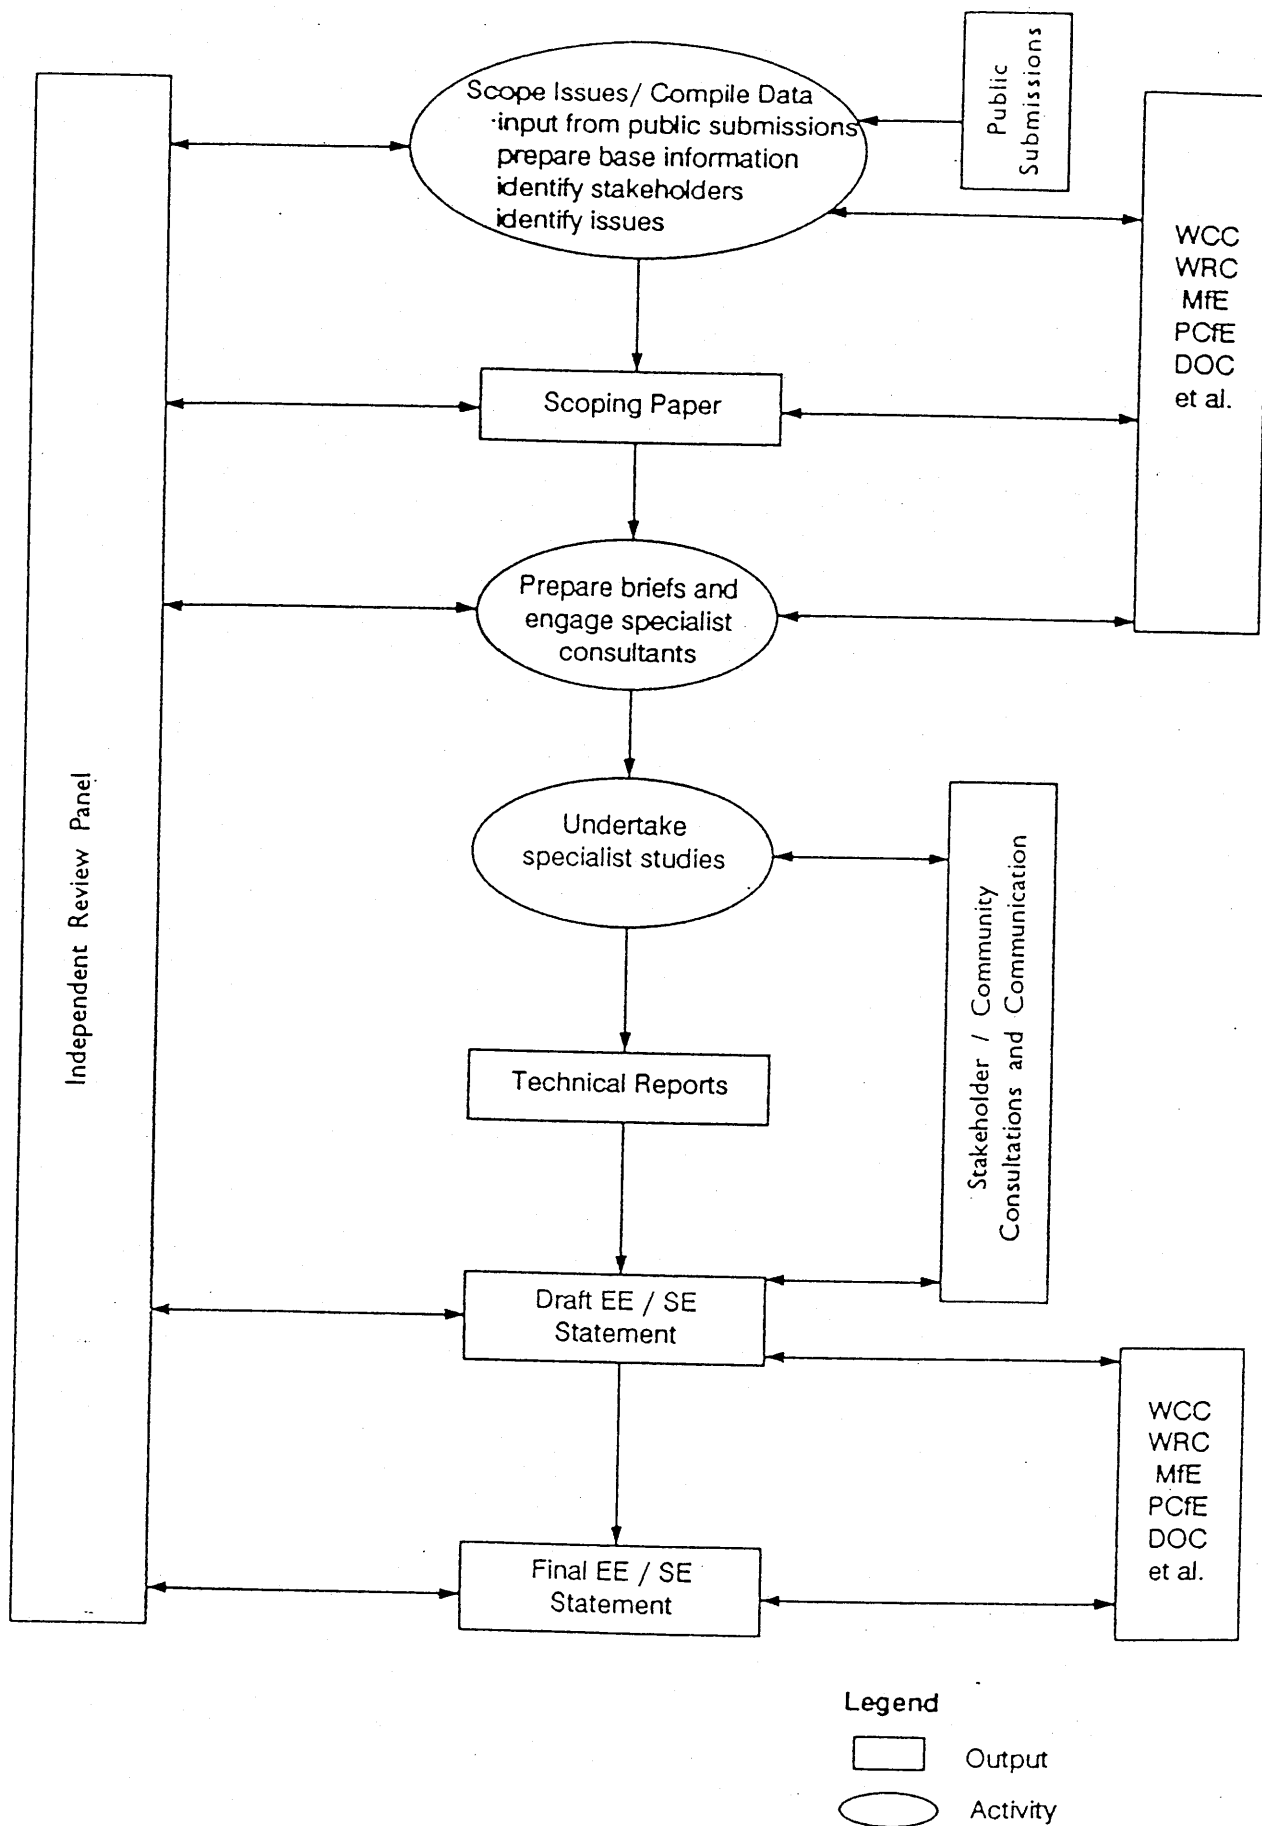 Public
Submissions
Scope Issues/ Compile Data
input from public submissions
prepare base information
identify stakeholders
identify issues
WCC
WRC
MfE
PCfE
DOC
et al.
Scoping Paper
Prepare briefs and
engage specialist
consultants
Independent Review Panel
Undertake
specialist studies
Stakeholder / Community
Consultations and Communication
Technical Reports
Draft EE / SE
Statement
WCC
WRC
MfE
PCfE
DOC
et al.
Final EE / SE
Statement
Legend
Output
Activity